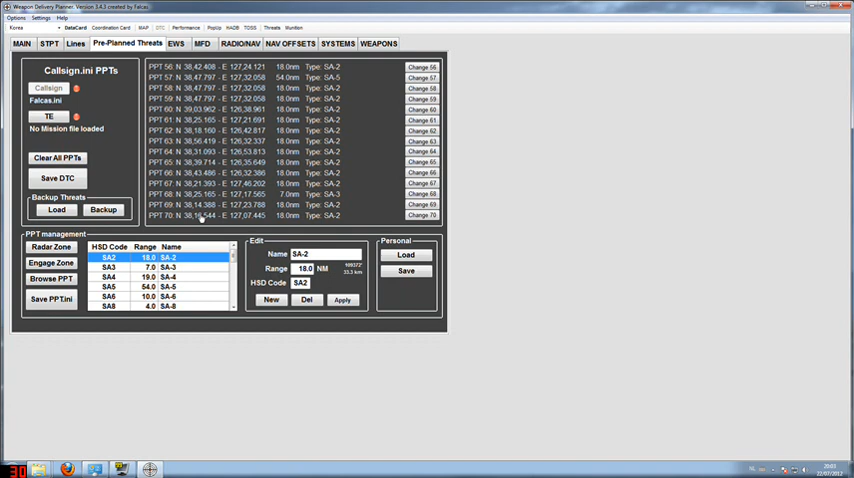 Weapon Delivery Planner. Version 3.4.3 created by Falcas.
Options Settings Help
Korea DataCard Coordination Card MAP DTC Performance PopUp HADB TOSS Threats Munition
MAIN STPT Lines Pre-Planned Threats EWS MFD RADIO/NAV NAV OFFSETS SYSTEMS WEAPONS
Callsign.ini PPTs
Callsign
Falcas.ini
TE
No Mission file loaded
Clear All PPTs
Save DTC
Backup Threats
Load Backup
PPT 56: N 38,42.408 - E 127,24.121 18.0nm Type: SA-2 Change 56
PPT 57: N 38,47.797 - E 127,32.058 54.0nm Type: SA-5 Change 57
PPT 58: N 38,47.797 - E 127,32.058 18.0nm Type: SA-2 Change 58
PPT 59: N 38,47.797 - E 127,32.058 18.0nm Type: SA-2 Change 59
PPT 60: N 39,03.962 - E 126,38.961 18.0nm Type: SA-2 Change 60
PPT 61: N 38,25.165 - E 127,21.691 18.0nm Type: SA-2 Change 61
PPT 62: N 38,18.160 - E 126,42.817 18.0nm Type: SA-2 Change 62
PPT 63: N 38,56.419 - E 126,32.337 18.0nm Type: SA-2 Change 63
PPT 64: N 38,31.093 - E 126,53.813 18.0nm Type: SA-2 Change 64
PPT 65: N 38,39.714 - E 126,35.649 18.0nm Type: SA-2 Change 65
PPT 66: N 38,43.486 - E 126,32.386 18.0nm Type: SA-2 Change 66
PPT 67: N 38,21.393 - E 127,46.202 18.0nm Type: SA-2 Change 67
PPT 68: N 38,25.165 - E 127,17.565 7.0nm Type: SA-3 Change 68
PPT 69: N 38,14.388 - E 127,23.788 18.0nm Type: SA-2 Change 69
PPT 70: N 38,16.544 - E 127,07.445 18.0nm Type: SA-2 Change 70
PPT management
Radar Zone
Engage Zone
Browse PPT
Save PPT.ini
HSD Code Range Name
SA2 18.0 SA-2
SA3 7.0 SA-3
SA4 19.0 SA-4
SA5 54.0 SA-5
SA6 10.0 SA-6
SA8 4.0 SA-8
Edit
Name SA-2
Range 18.0 NM 109372' 33.3 km
HSD Code SA2
New Del Apply
Personal
Load
Save
30
20:03
22/07/2012